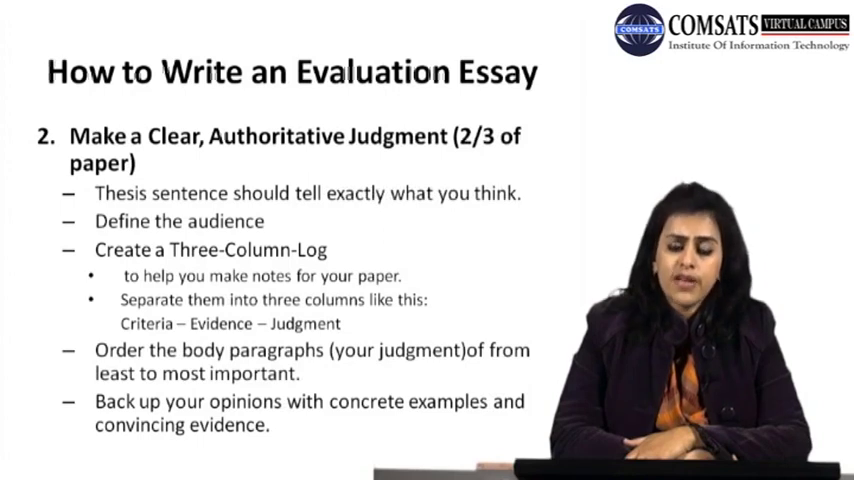 COMSATS
COMSATS VIRTUAL CAMPUS
Institute Of Information Technology
How to Write an Evaluation Essay
2. Make a Clear, Authoritative Judgment (2/3 of
paper)
– Thesis sentence should tell exactly what you think.
– Define the audience
– Create a Three-Column-Log
• to help you make notes for your paper.
• Separate them into three columns like this:
Criteria – Evidence – Judgment
– Order the body paragraphs (your judgment)of from
least to most important.
– Back up your opinions with concrete examples and
convincing evidence.